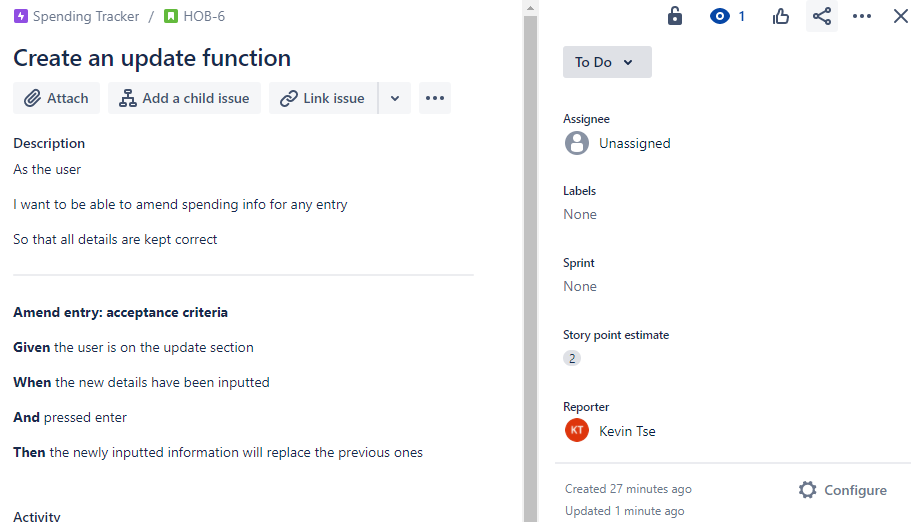 Spending Tracker / HOB-6
1
Create an update function
Attach
Add a child issue
Link issue
Description
As the user
I want to be able to amend spending info for any entry
So that all details are kept correct
Amend entry: acceptance criteria
Given the user is on the update section
When the new details have been inputted
And pressed enter
Then the newly inputted information will replace the previous ones
Activity
To Do
Assignee
Unassigned
Labels
None
Sprint
None
Story point estimate
2
Reporter
KT Kevin Tse
Created 27 minutes ago
Updated 1 minute ago
Configure